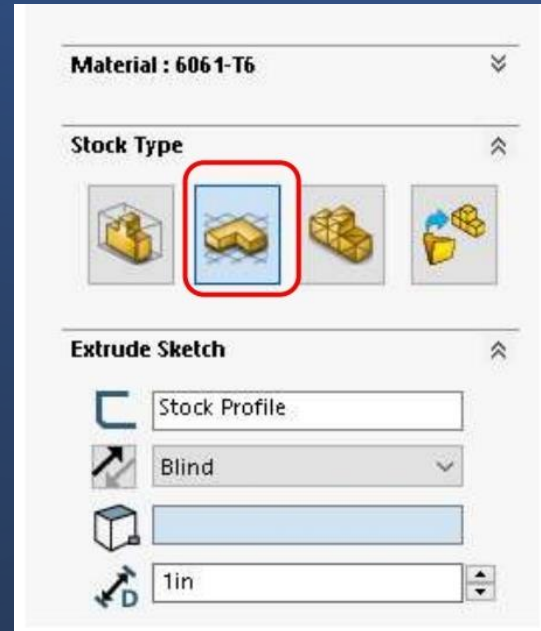 Material : 6061-T6
Stock Type
Extrude Sketch
Stock Profile
Blind
D
1in